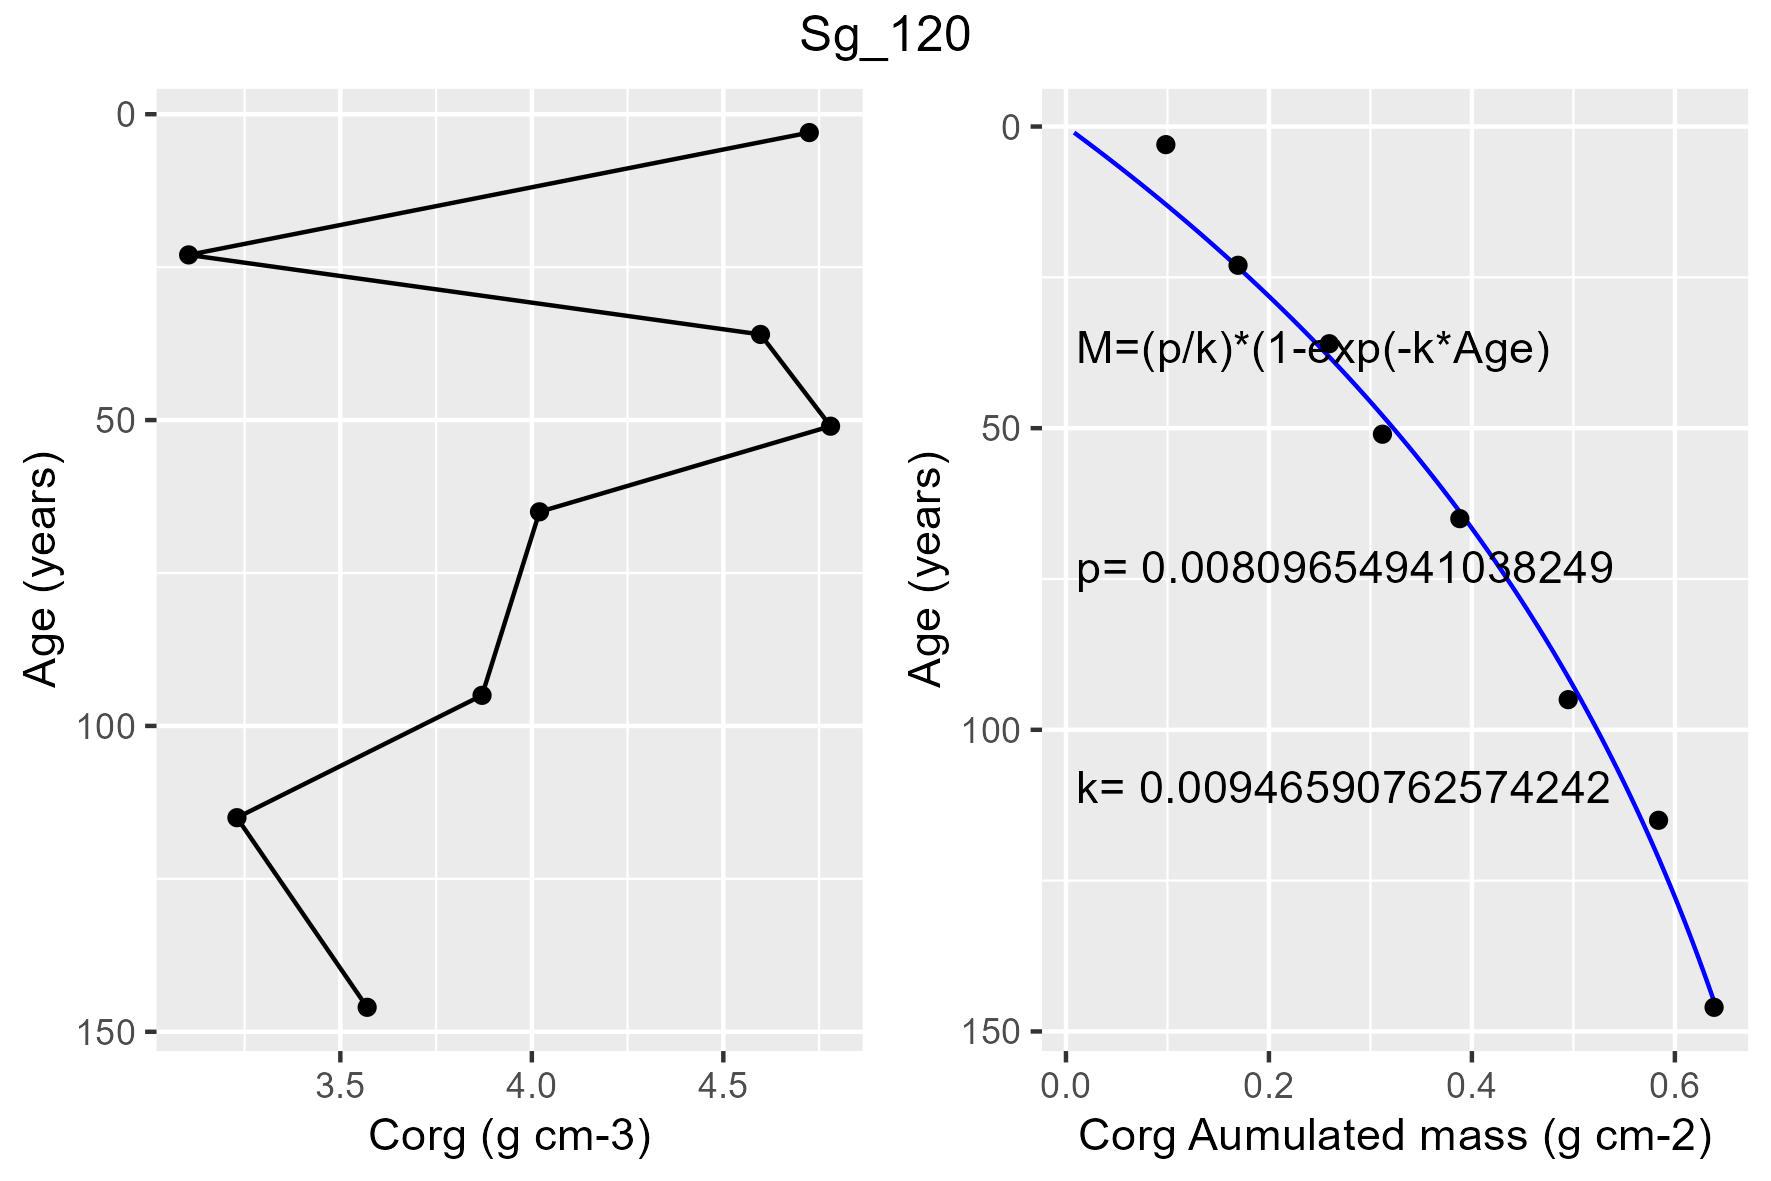 Sg_120
0
50
100
150
Age (years)
3.5
4.0
4.5
Corg (g cm-3)
0
50
100
150
Age (years)
M=(p/k)*(1-exp(-k*Age)
p= 0.00809654941038249
k= 0.00946590762574242
0.0
0.2
0.4
0.6
Corg Aumulated mass (g cm-2)